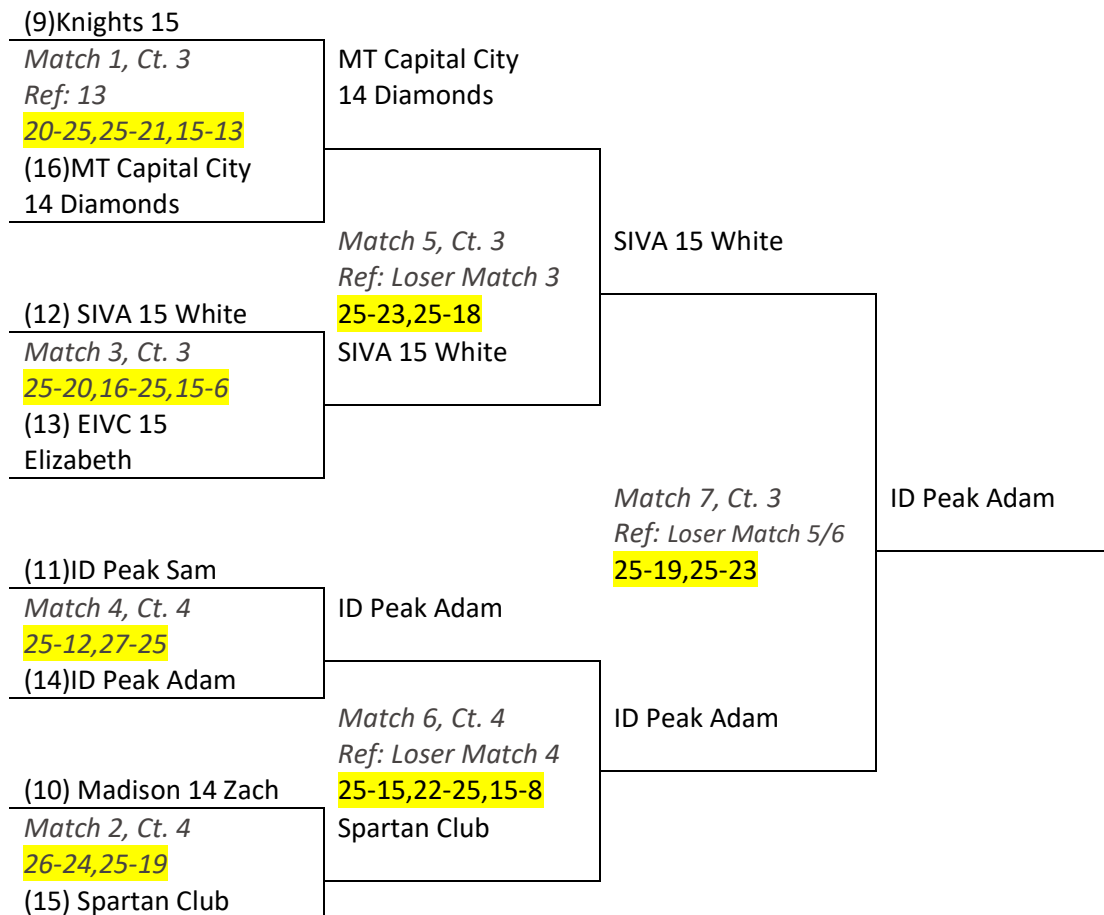 (9)Knights 15
Match 1, Ct. 3
Ref: 13
20-25,25-21,15-13
(16)MT Capital City
14 Diamonds
MT Capital City
14 Diamonds
Match 5, Ct. 3
Ref: Loser Match 3
25-23,25-18
SIVA 15 White
SIVA 15 White
(12) SIVA 15 White
Match 3, Ct. 3
25-20,16-25,15-6
(13) EIVC 15
Elizabeth
Match 7, Ct. 3
Ref: Loser Match 5/6
25-19,25-23
ID Peak Adam
(11)ID Peak Sam
Match 4, Ct. 4
25-12,27-25
(14)ID Peak Adam
ID Peak Adam
Match 6, Ct. 4
Ref: Loser Match 4
25-15,22-25,15-8
Spartan Club
ID Peak Adam
(10) Madison 14 Zach
Match 2, Ct. 4
26-24,25-19
(15) Spartan Club